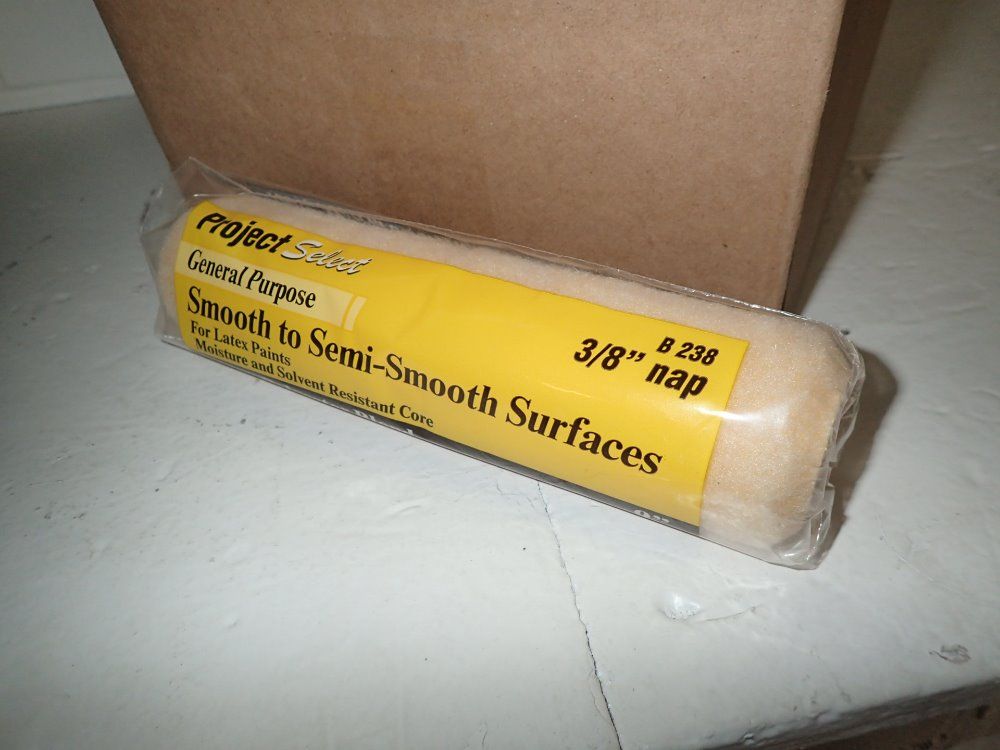 Project Select
General Purpose
Smooth to Semi-Smooth Surfaces
For Latex Paints
Moisture and Solvent Resistant Core
B 238
3/8" nap
9"